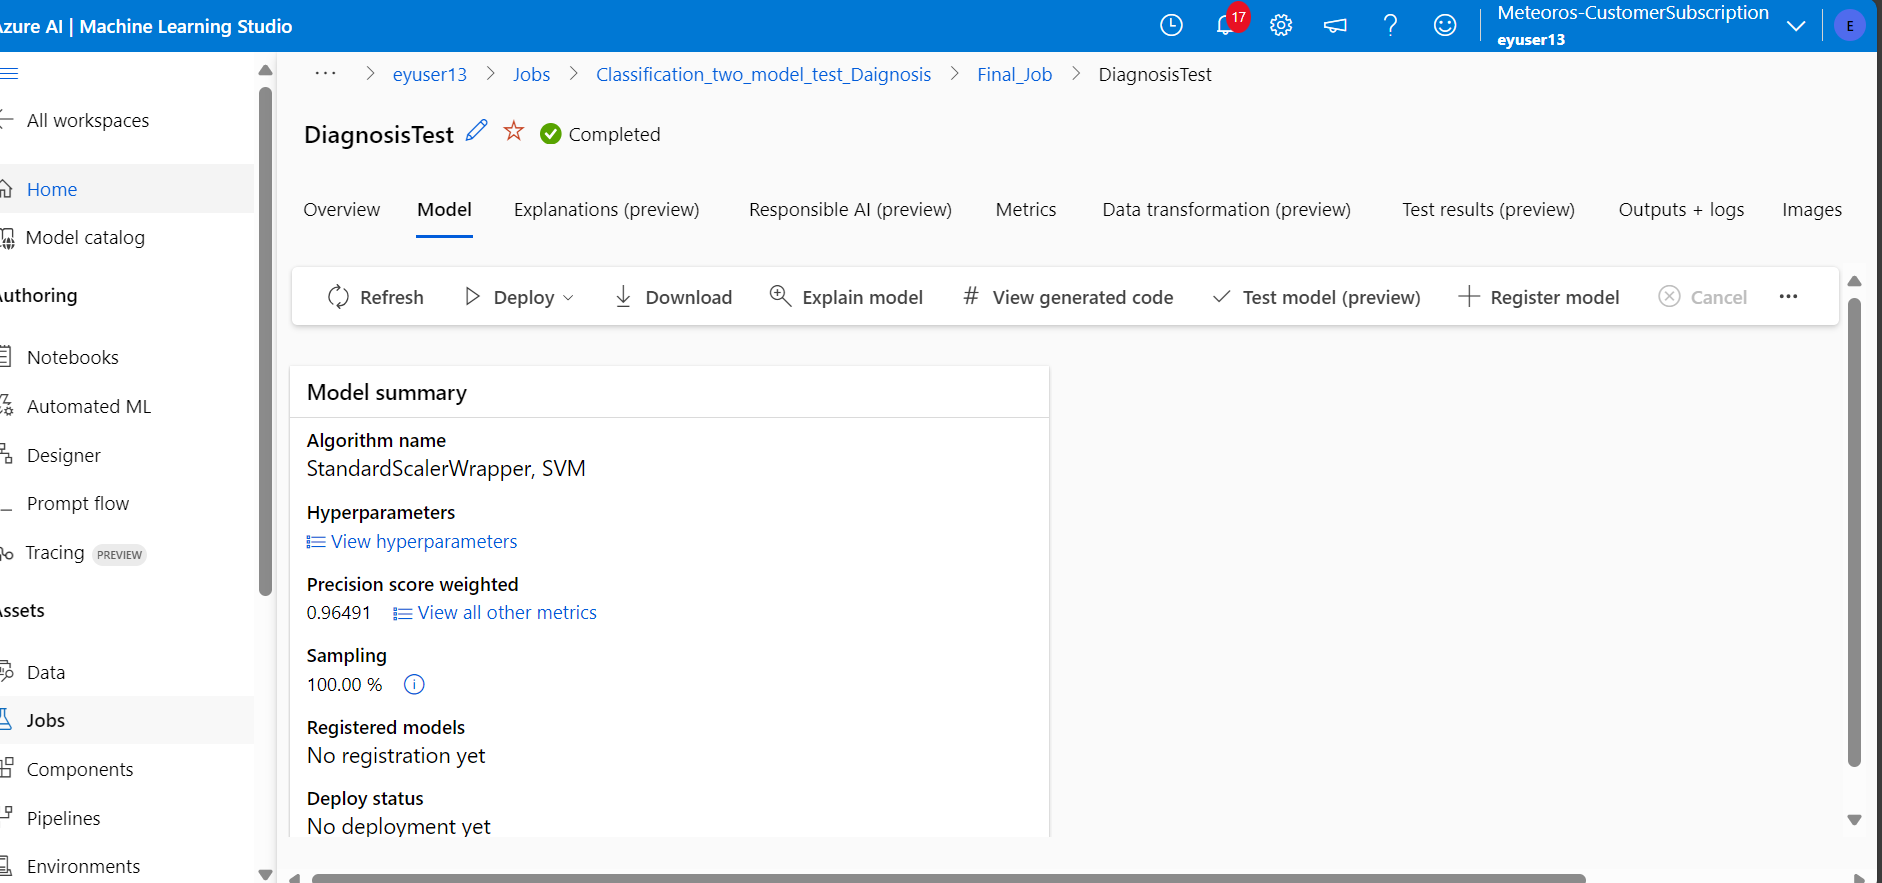 Azure AI | Machine Learning Studio
17
Meteoros-CustomerSubscription
eyuser13
E
All workspaces
Home
Model catalog
Authoring
Notebooks
Automated ML
Designer
Prompt flow
Tracing PREVIEW
Assets
Data
Jobs
Components
Pipelines
Environments
··· > eyuser13 > Jobs > Classification_two_model_test_Daignosis > Final_Job > DiagnosisTest
DiagnosisTest Completed
Overview Model Explanations (preview) Responsible AI (preview) Metrics Data transformation (preview) Test results (preview) Outputs + logs Images
Refresh Deploy Download Explain model # View generated code Test model (preview) Register model Cancel ···
Model summary
Algorithm name
StandardScalerWrapper, SVM
Hyperparameters
View hyperparameters
Precision score weighted
0.96491 View all other metrics
Sampling
100.00 %
Registered models
No registration yet
Deploy status
No deployment yet